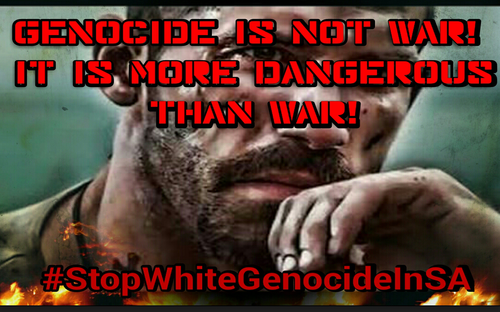 GENOCIDE IS NOT WAR!
IT IS MORE DANGEROUS
THAN WAR!
#StopWhiteGenocideInSA